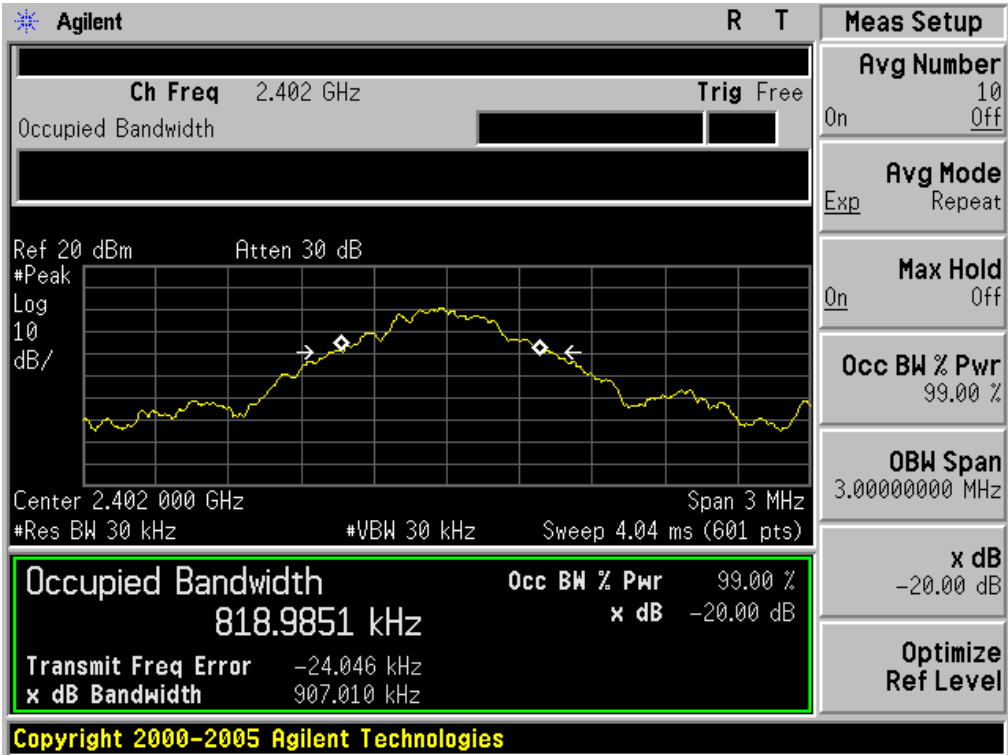 Agilent R T
Ch Freq 2.402 GHz Trig Free
Occupied Bandwidth
Ref 20 dBm Atten 30 dB
#Peak
Log
10
dB/
Center 2.402 000 GHz Span 3 MHz
#Res BW 30 kHz #VBW 30 kHz Sweep 4.04 ms (601 pts)
Occupied Bandwidth Occ BW % Pwr 99.00 %
818.9851 kHz x dB -20.00 dB
Transmit Freq Error -24.046 kHz
x dB Bandwidth 907.010 kHz
Copyright 2000-2005 Agilent Technologies
Meas Setup
Avg Number
10
On Off
Avg Mode
Exp Repeat
Max Hold
On Off
Occ BW % Pwr
99.00 %
OBW Span
3.00000000 MHz
x dB
-20.00 dB
Optimize
Ref Level